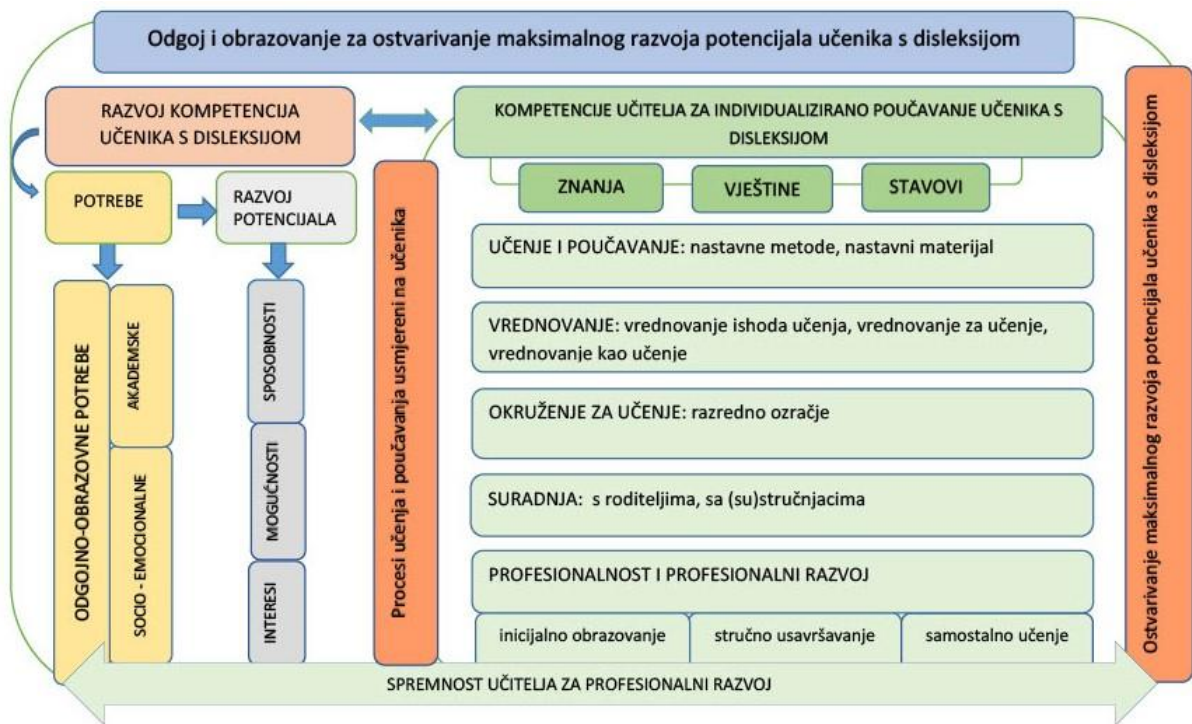 Odgoj i obrazovanje za ostvarivanje maksimalnog razvoja potencijala učenika s disleksijom
RAZVOJ KOMPETENCIJA
UČENIKA S DISLEKSIJOM
POTREBE
RAZVOJ
POTENCIJALA
ODGOJNO-OBRAZOVNE POTREBE
AKADEMSKE
SOCIO - EMOCIONALNE
SPOSOBNOSTI
MOGUĆNOSTI
INTERESI
Procesi učenja i poučavanja usmjereni na učenika
KOMPETENCIJE UČITELJA ZA INDIVIDUALIZIRANO POUČAVANJE UČENIKA S
DISLEKSIJOM
ZNANJA
VJEŠTINE
STAVOVI
UČENJE I POUČAVANJE: nastavne metode, nastavni materijal
VREDNOVANJE: vrednovanje ishoda učenja, vrednovanje za učenje,
vrednovanje kao učenje
OKRUŽENJE ZA UČENJE: razredno ozračje
SURADNJA: s roditeljima, sa (su)stručnjacima
PROFESIONALNOST I PROFESIONALNI RAZVOJ
inicijalno obrazovanje
stručno usavršavanje
samostalno učenje
Ostvarivanje maksimalnog razvoja potencijala učenika s disleksijom
SPREMNOST UČITELJA ZA PROFESIONALNI RAZVOJ